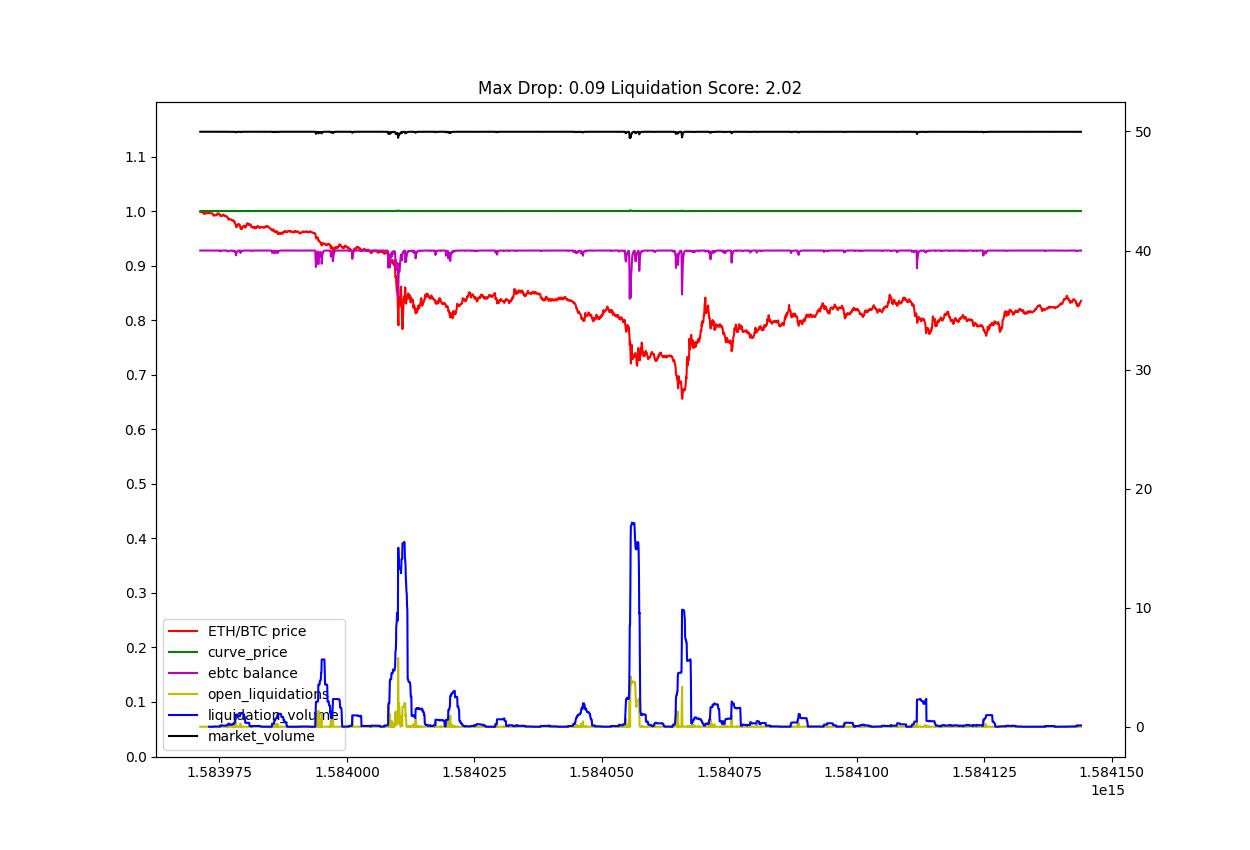 Max Drop: 0.09 Liquidation Score: 2.02
1.1
1.0
0.9
0.8
0.7
0.6
0.5
0.4
0.3
0.2
0.1
0.0
50
40
30
20
10
0
ETH/BTC price
curve_price
ebtc balance
open_liquidations
liquidation_volume
market_volume
1.583975 1.584000 1.584025 1.584050 1.584075 1.584100 1.584125 1.584150
1e15